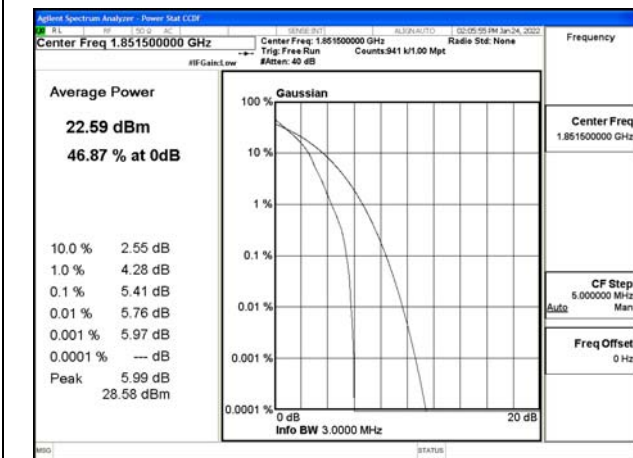 Agilent Spectrum Analyzer - Power Stat CCDF
RL RF 50 Ω AC SENSE:INT ALIGN AUTO 02:05:55 PM Jan 24, 2022
Center Freq 1.851500000 GHz
Center Freq: 1.851500000 GHz Radio Std: None
Trig: Free Run Counts:941 k/1.00 Mpt
#IFGain:Low #Atten: 40 dB
Frequency
Average Power
22.59 dBm
46.87 % at 0dB
10.0 % 2.55 dB
1.0 % 4.28 dB
0.1 % 5.41 dB
0.01 % 5.76 dB
0.001 % 5.97 dB
0.0001 % --- dB
Peak 5.99 dB
28.58 dBm
Gaussian
100 %
10 %
1 %
0.1 %
0.01 %
0.001 %
0.0001 %
0 dB 20 dB
Info BW 3.0000 MHz
Center Freq
1.851500000 GHz
CF Step
5.000000 MHz
Auto Man
Freq Offset
0 Hz
MSG STATUS